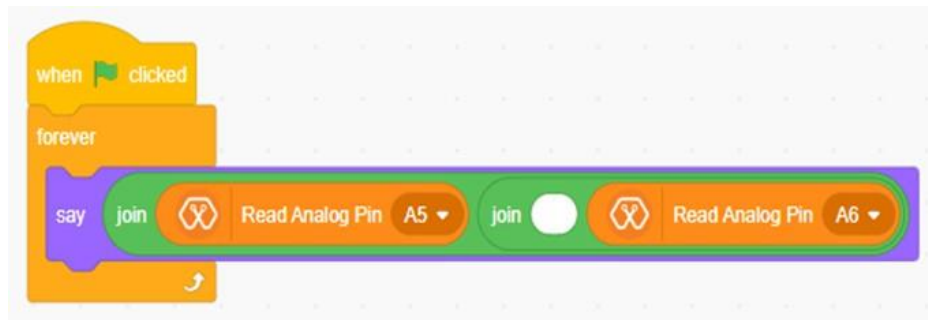 when clicked
forever
say join Read Analog Pin A5 join Read Analog Pin A6